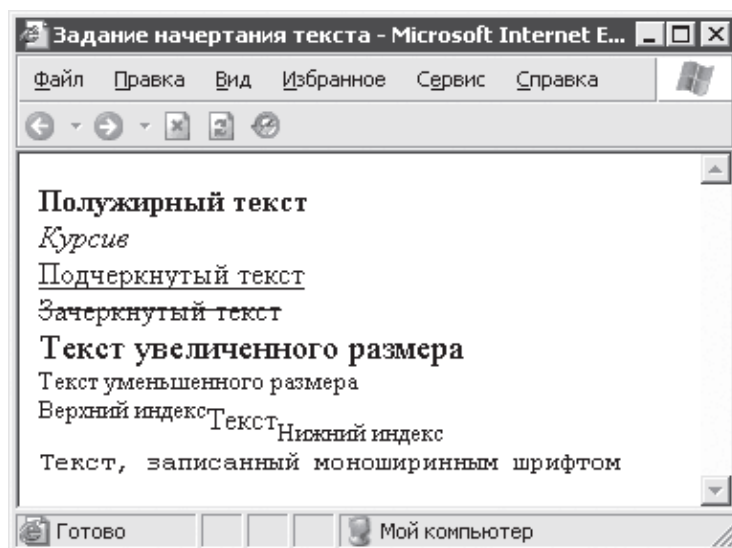 Задание начертания текста - Microsoft Internet E...
Файл Правка Вид Избранное Сервис Справка
Полужирный текст
Курсив
Подчеркнутый текст
Зачеркнутый текст
Текст увеличенного размера
Текст уменьшенного размера
Верхний индексТекстНижний индекс
Текст, записанный моноширинным шрифтом
Готово Мой компьютер